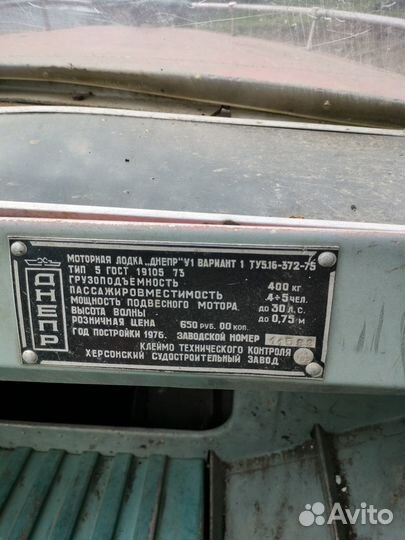 ДНЕПР
МОТОРНАЯ ЛОДКА „ДНЕПР" У1 ВАРИАНТ 1 ТУ5.16-372-75
ТИП 5 ГОСТ 19105 73
ГРУЗОПОДЪЕМНОСТЬ 400 КГ
ПАССАЖИРОВМЕСТИМОСТЬ 4÷5 ЧЕЛ.
МОЩНОСТЬ ПОДВЕСНОГО МОТОРА ДО 30 Л.С.
ВЫСОТА ВОЛНЫ ДО 0,75 М
РОЗНИЧНАЯ ЦЕНА 650 РУБ. 00 КОП.
ГОД ПОСТРОЙКИ 1976. ЗАВОДСКОЙ НОМЕР
КЛЕЙМО ТЕХНИЧЕСКОГО КОНТРОЛЯ
ХЕРСОНСКИЙ СУДОСТРОИТЕЛЬНЫЙ ЗАВОД
Avito